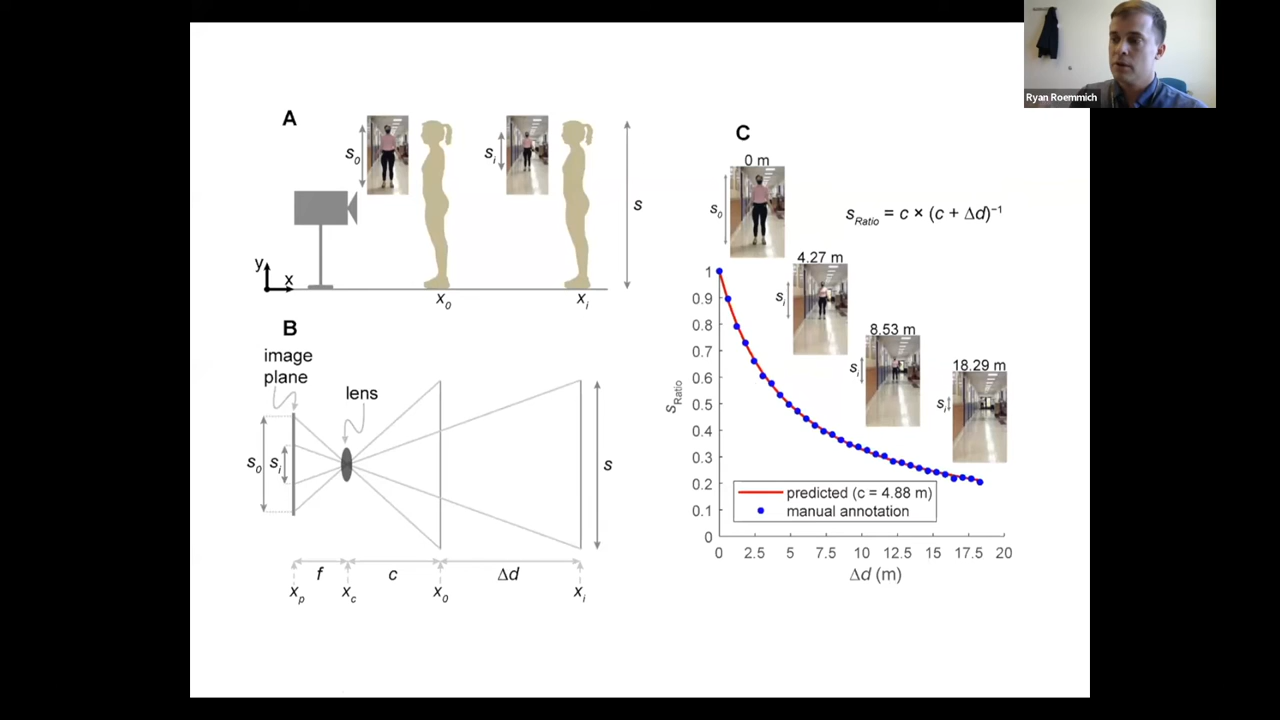 Ryan Roemmich
A
s₀
sᵢ
s
y
x
x₀
xᵢ
B
image
plane
lens
s₀
sᵢ
s
f
c
Δd
xₚ
x꜀
x₀
xᵢ
C
0 m
s₀
s_Ratio = c × (c + Δd)⁻¹
4.27 m
sᵢ
8.53 m
sᵢ
18.29 m
sᵢ
1
0.9
0.8
0.7
0.6
0.5
0.4
0.3
0.2
0.1
0
s_Ratio
predicted (c = 4.88 m)
manual annotation
0 2.5 5 7.5 10 12.5 15 17.5 20
Δd (m)